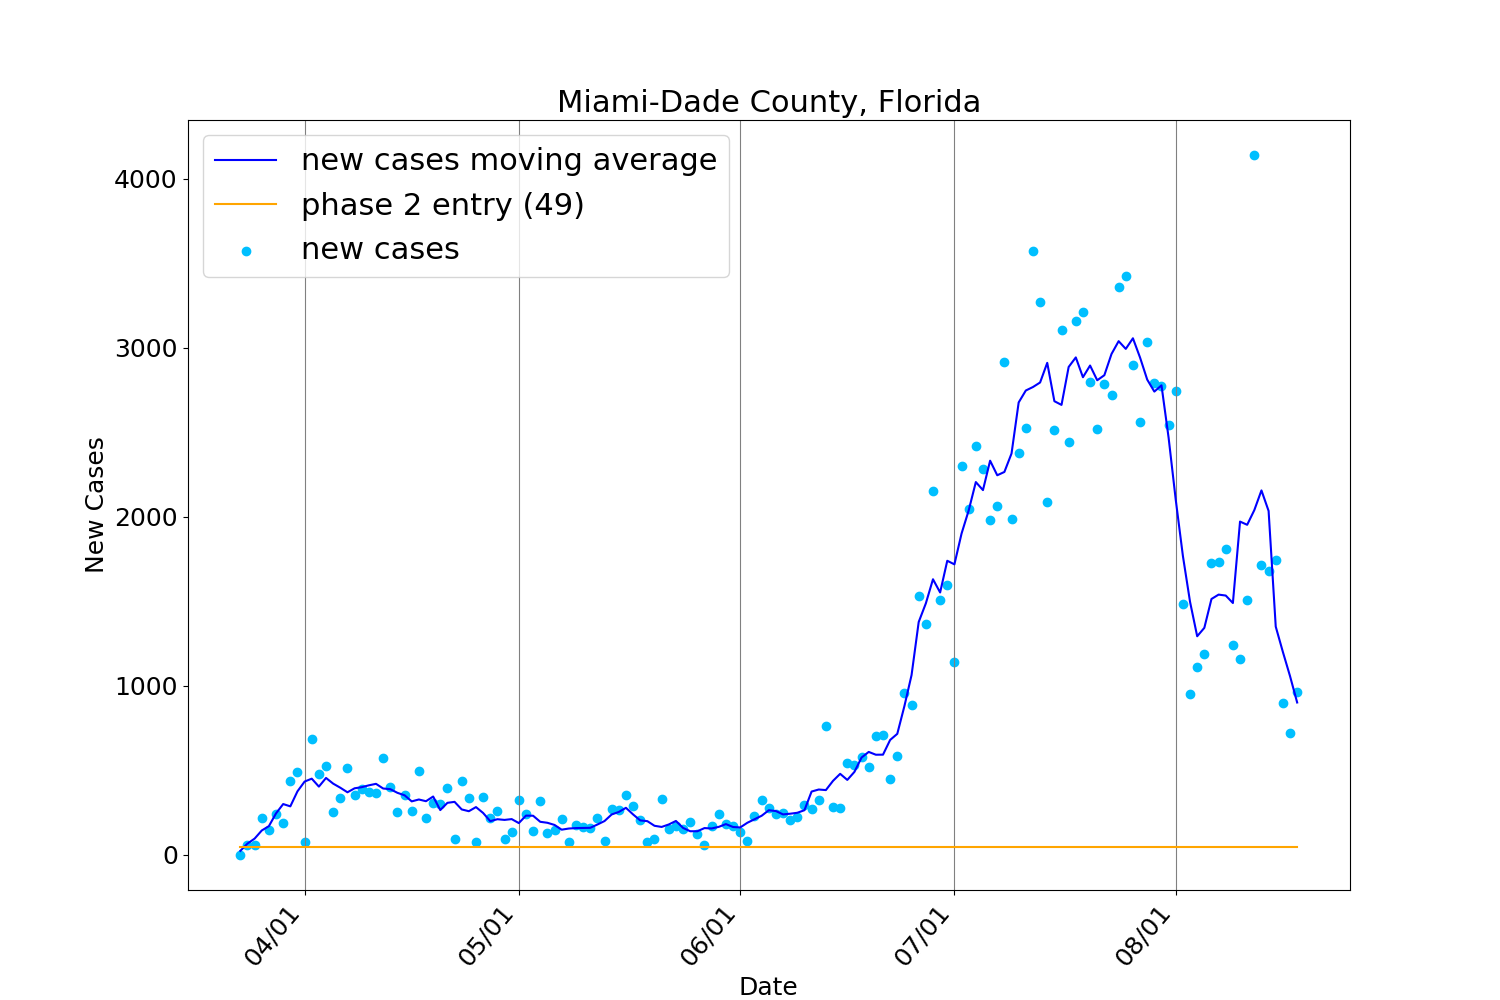 Miami-Dade County, Florida
new cases moving average
phase 2 entry (49)
new cases
4000
3000
2000
1000
0
New Cases
04/01
05/01
06/01
07/01
08/01
Date